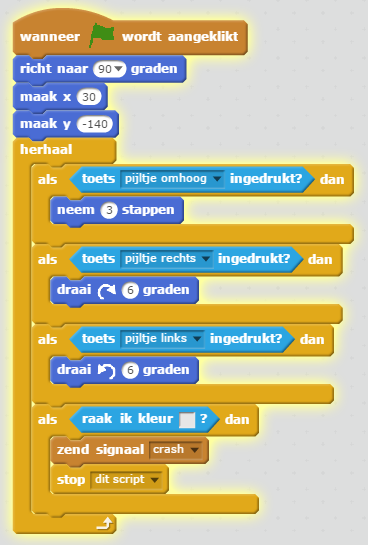 wanneer wordt aangeklikt
richt naar 90 graden
maak x 30
maak y -140
herhaal
als toets pijltje omhoog ingedrukt? dan
neem 3 stappen
als toets pijltje rechts ingedrukt? dan
draai 6 graden
als toets pijltje links ingedrukt? dan
draai 6 graden
als raak ik kleur ? dan
zend signaal crash
stop dit script